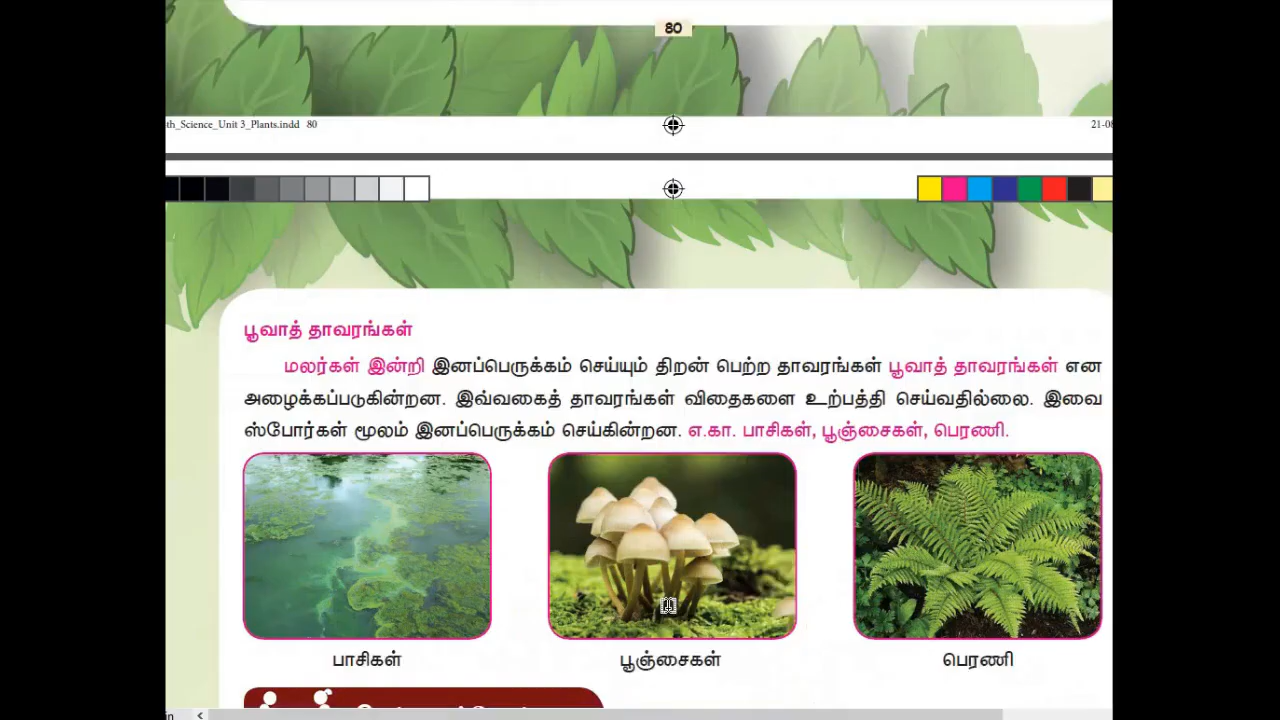 80
th_Science_Unit 3_Plants.indd 80
21-08
பூவாத் தாவரங்கள்
மலர்கள் இன்றி இனப்பெருக்கம் செய்யும் திறன் பெற்ற தாவரங்கள் பூவாத் தாவரங்கள் என
அழைக்கப்படுகின்றன. இவ்வகைத் தாவரங்கள் விதைகளை உற்பத்தி செய்வதில்லை. இவை
ஸ்போர்கள் மூலம் இனப்பெருக்கம் செய்கின்றன. எ.கா. பாசிகள், பூஞ்சைகள், பெரணி.
பாசிகள் பூஞ்சைகள் பெரணி
in